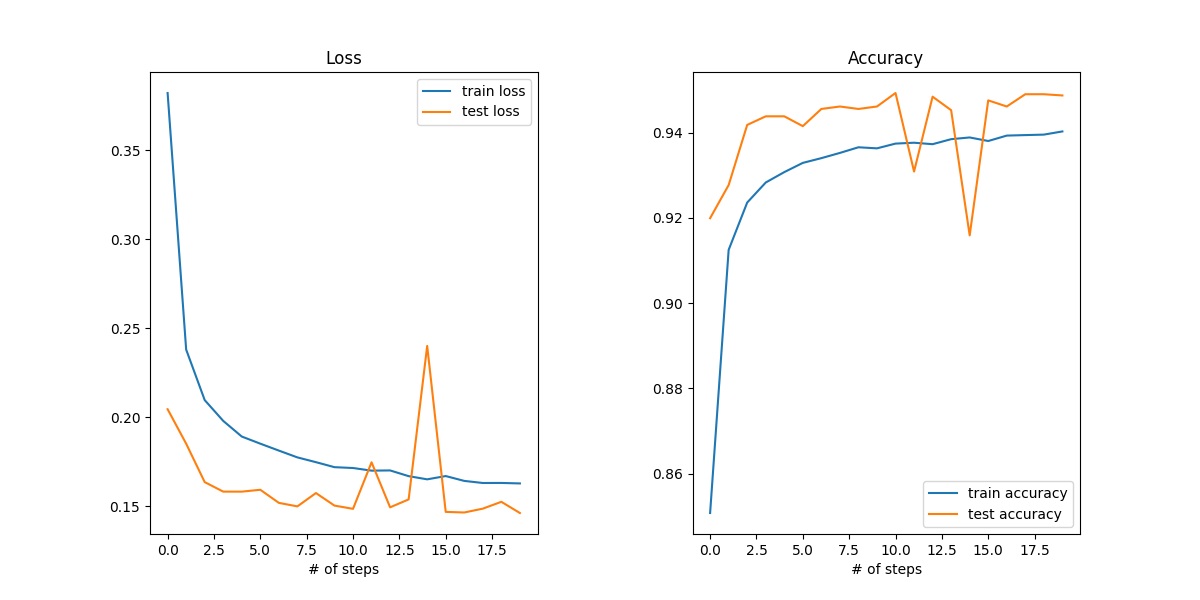 Loss
train loss
test loss
0.35
0.30
0.25
0.20
0.15
0.0 2.5 5.0 7.5 10.0 12.5 15.0 17.5
# of steps
Accuracy
0.94
0.92
0.90
0.88
0.86
train accuracy
test accuracy
0.0 2.5 5.0 7.5 10.0 12.5 15.0 17.5
# of steps